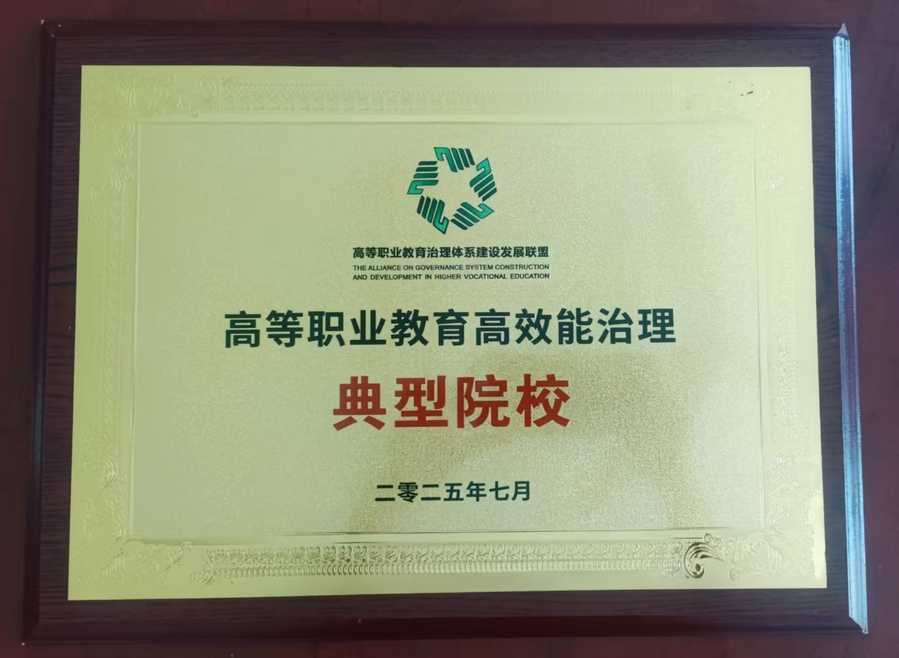 高等职业教育治理体系建设发展联盟
THE ALLIANCE ON GOVERNANCE SYSTEM CONSTRUCTION
AND DEVELOPMENT IN HIGHER VOCATIONAL EDUCATION
高等职业教育高效能治理
典型院校
二零二五年七月